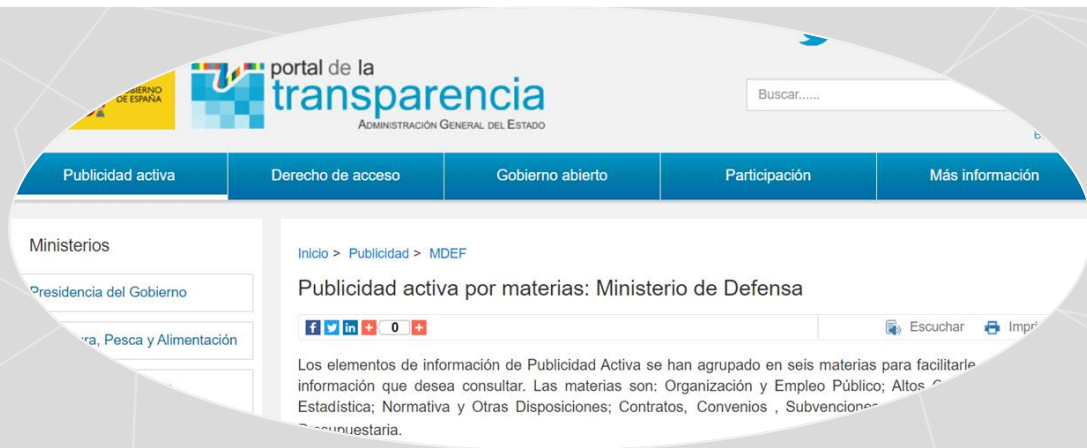 GOBIERNO
DE ESPAÑA
portal de la
transparencia
ADMINISTRACIÓN GENERAL DEL ESTADO
Buscar......
Publicidad activa
Derecho de acceso
Gobierno abierto
Participación
Más información
Ministerios
Presidencia del Gobierno
Pesca y Alimentación
Inicio > Publicidad > MDEF
Publicidad activa por materias: Ministerio de Defensa
0
Escuchar
Los elementos de información de Publicidad Activa se han agrupado en seis materias para facilitarle
información que desea consultar. Las materias son: Organización y Empleo Público; Altos
Estadística; Normativa y Otras Disposiciones; Contratos, Convenios , Subvenciones
Presupuestaria.